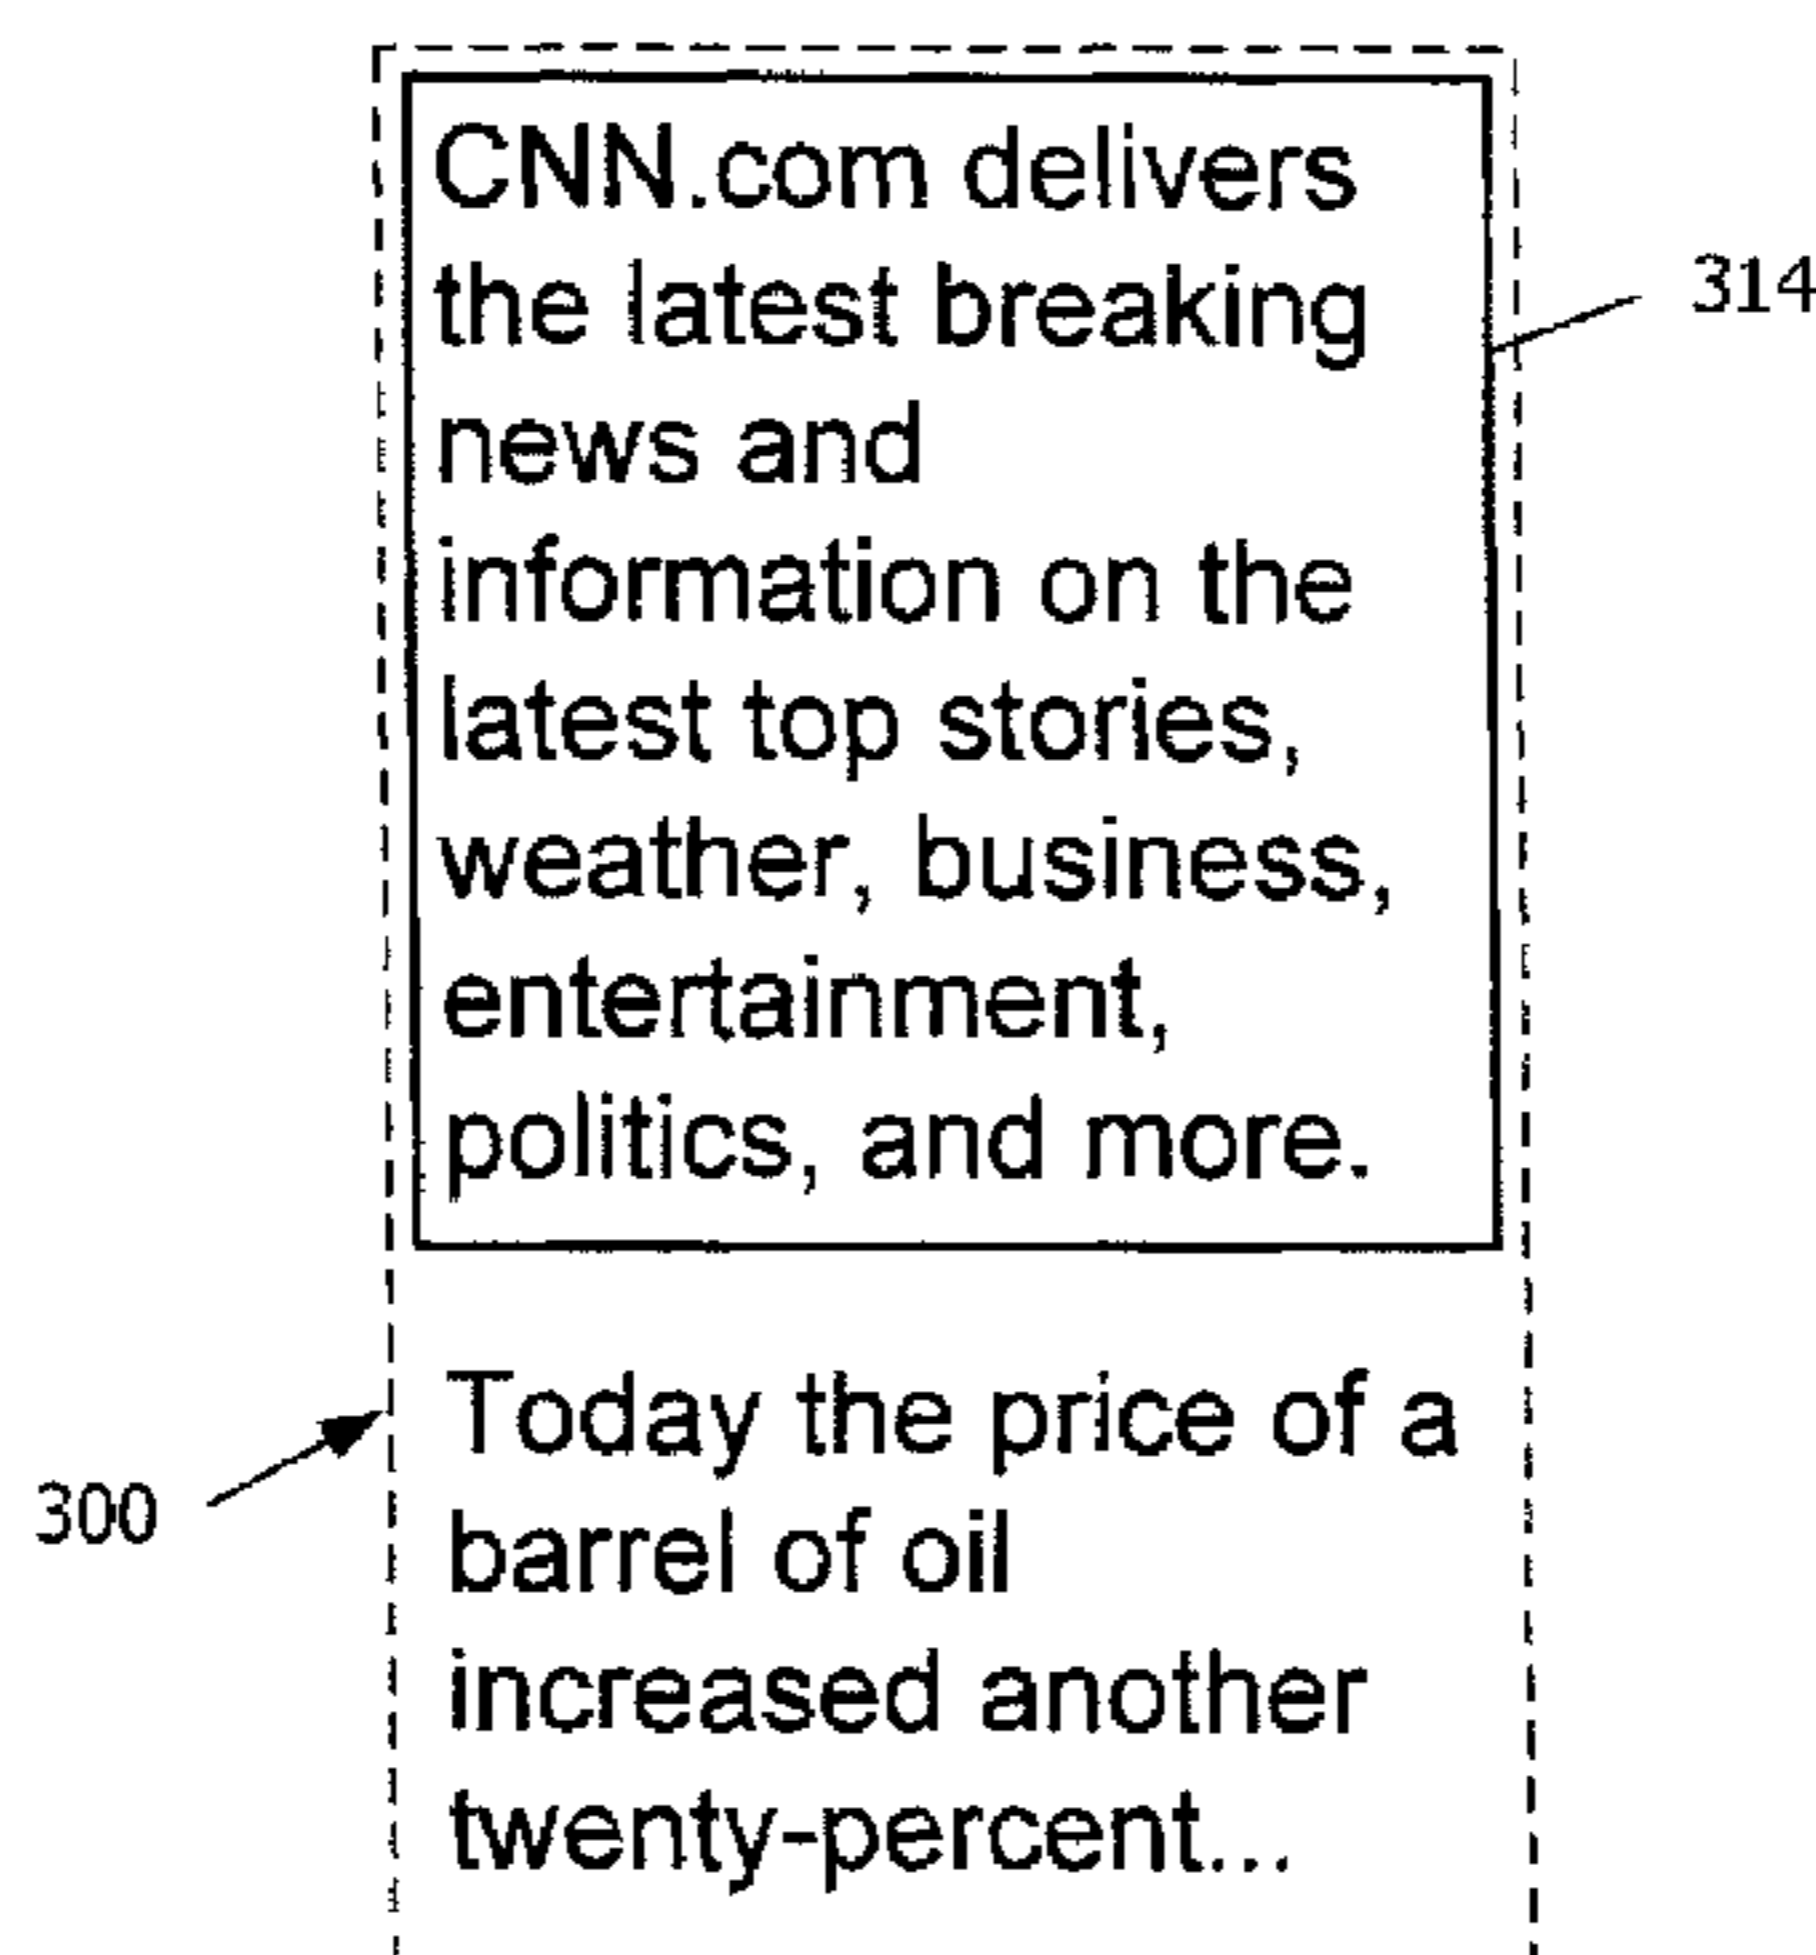 CNN.com delivers
the latest breaking
314
news and
information on the
latest top stories,
weather, business,
entertainment,
politics, and more.
Today the price of a
300
barrel of oil
increased another
twenty-percent...